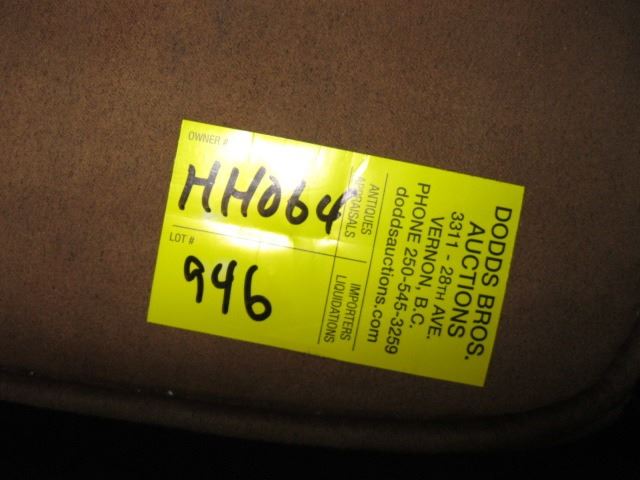 OWNER #
HH064
LOT #
946
DODDS BROS.
AUCTIONS
3311 - 28TH AVE.
VERNON, B.C.
PHONE 250-545-3259
doddsauctions.com
ANTIQUES
APPRAISALS
IMPORTERS
LIQUIDATIONS